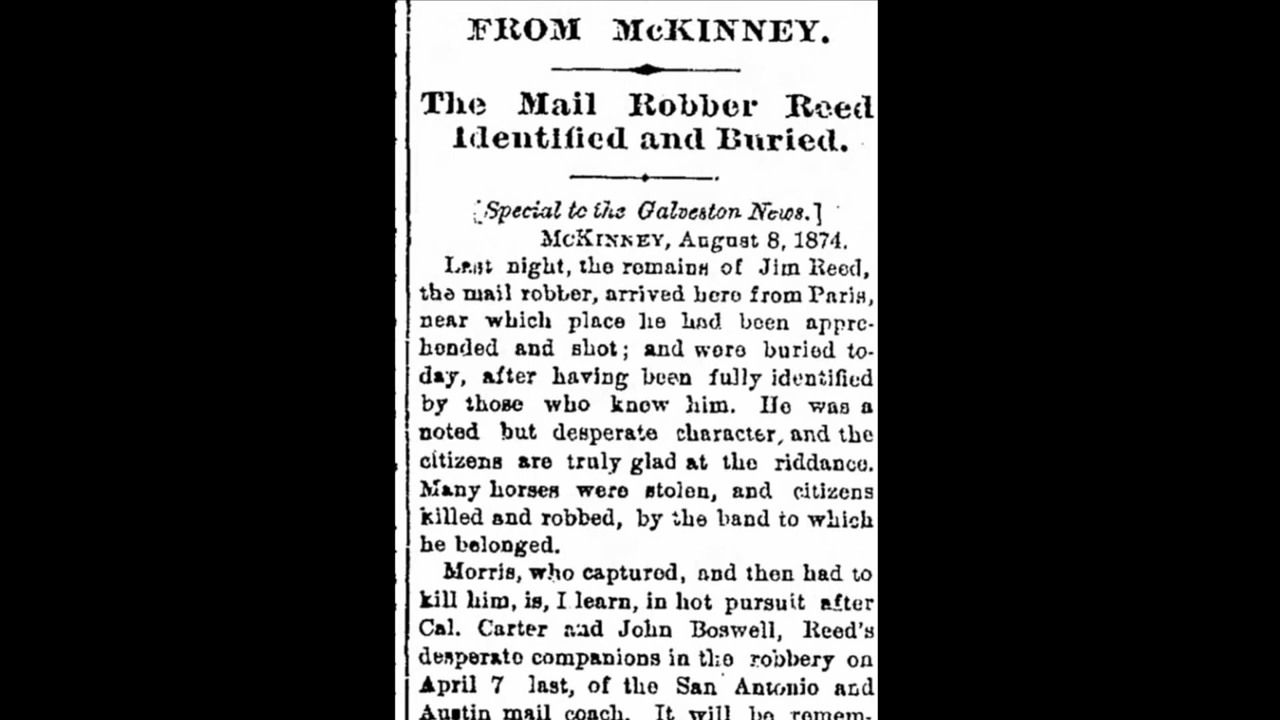 FROM McKINNEY.
The Mail Robber Reed
Identified and Buried.
[Special to the Galveston News.]
McKINNEY, August 8, 1874.
Last night, the remains of Jim Reed,
the mail robber, arrived here from Paris,
near which place he had been appre-
hended and shot; and were buried to-
day, after having been fully identified
by those who knew him. He was a
noted but desperate character, and the
citizens are truly glad at the riddance.
Many horses were stolen, and citizens
killed and robbed, by the band to which
he belonged.
Morris, who captured, and then had to
kill him, is, I learn, in hot pursuit after
Cal. Carter and John Boswell, Reed's
desperate companions in the robbery on
April 7 last, of the San Antonio and
Austin mail coach. It will be remem-